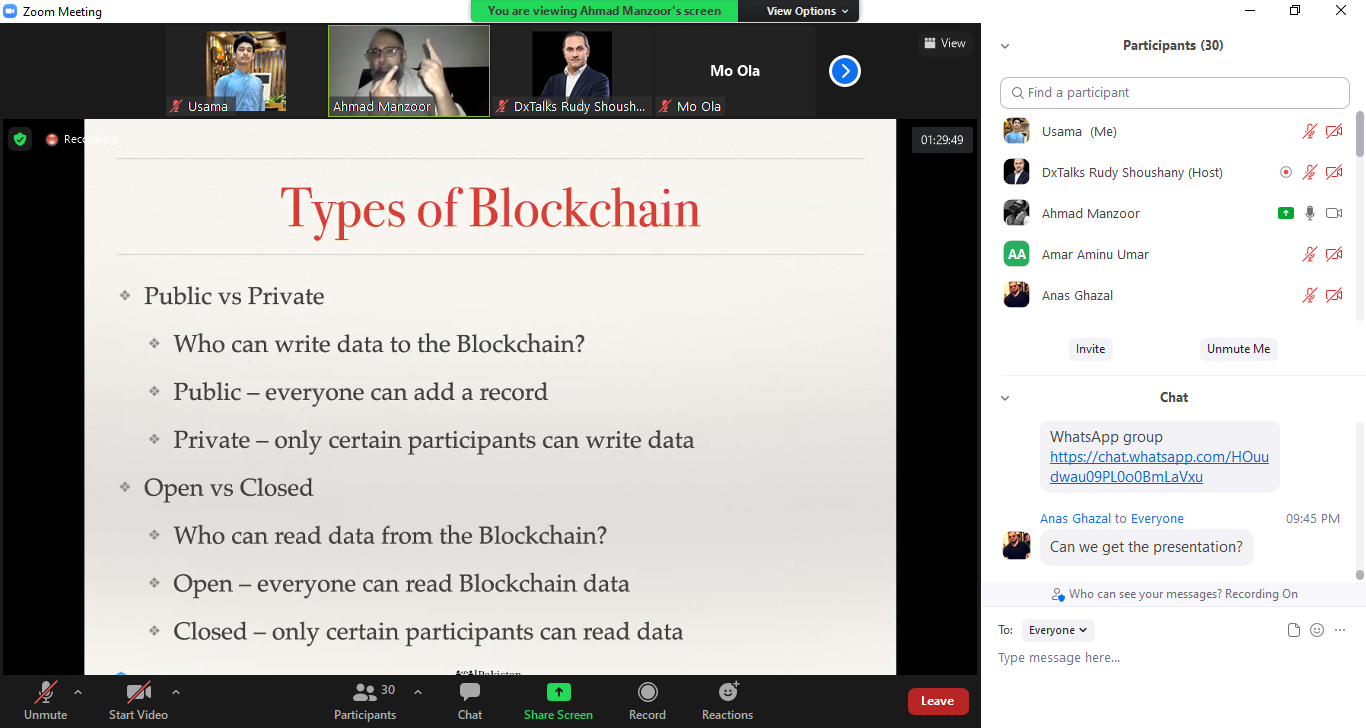 Zoom Meeting
You are viewing Ahmad Manzoor's screen
View Options
Usama
Ahmad Manzoor
DxTalks Rudy Shoush...
Mo Ola
Mo Ola
View
Recording
01:29:49
Types of Blockchain
Public vs Private
Who can write data to the Blockchain?
Public – everyone can add a record
Private – only certain participants can write data
Open vs Closed
Who can read data from the Blockchain?
Open – everyone can read Blockchain data
Closed – only certain participants can read data
Unmute
Start Video
30
Participants
Chat
Share Screen
Record
Reactions
Leave
Participants (30)
Find a participant
Usama (Me)
DxTalks Rudy Shoushany (Host)
Ahmad Manzoor
AA
Amar Aminu Umar
Anas Ghazal
Invite
Unmute Me
Chat
WhatsApp group
https://chat.whatsapp.com/HOuu
dwau09PL0o0BmLaVxu
Anas Ghazal to Everyone 09:45 PM
Can we get the presentation?
Who can see your messages? Recording On
To: Everyone
Type message here...